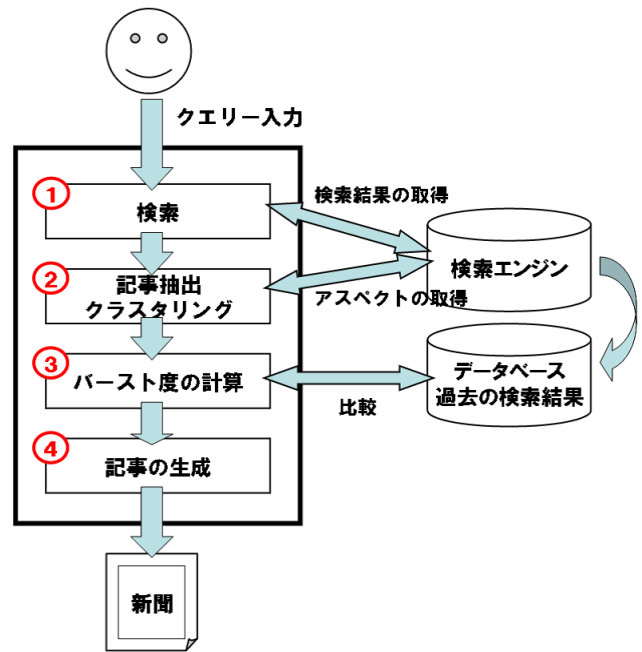 クエリー入力
①
検索
検索結果の取得
検索エンジン
②
記事抽出
クラスタリング
アスペクトの取得
③
バースト度の計算
比較
データベース
過去の検索結果
④
記事の生成
新聞